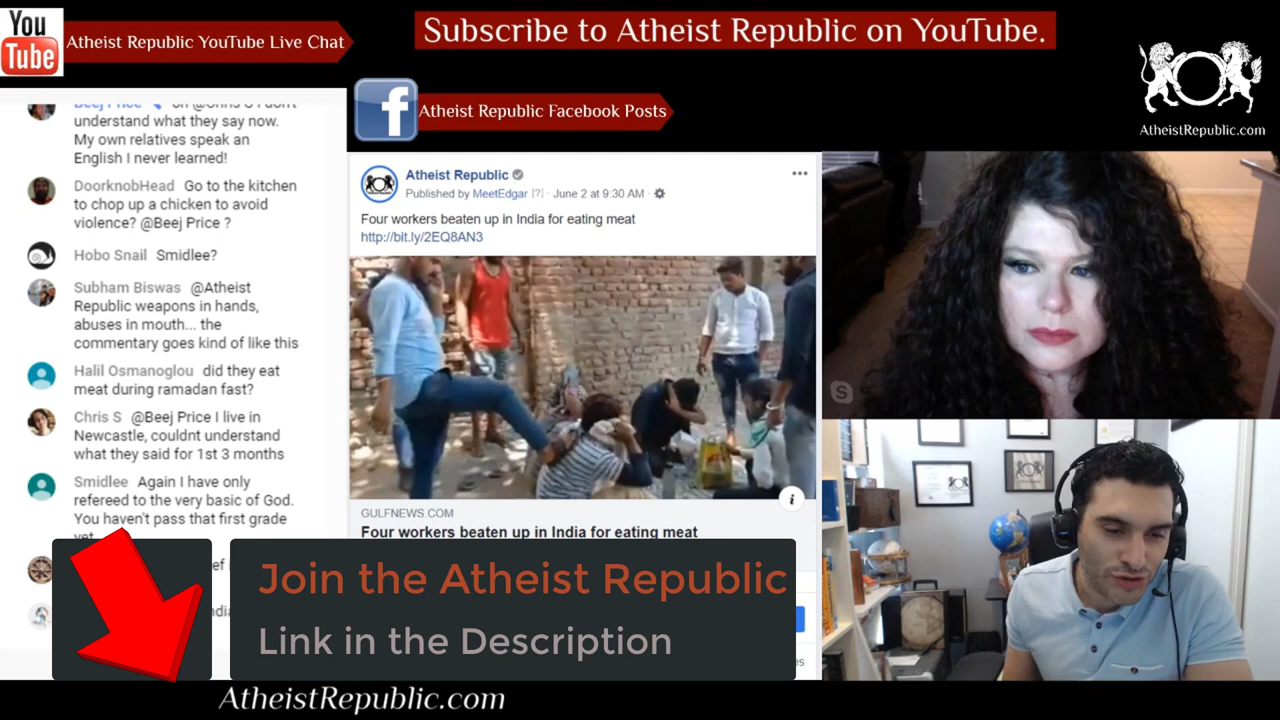 You
Tube
Atheist Republic YouTube Live Chat
Subscribe to Atheist Republic on YouTube.
AtheistRepublic.com
Atheist Republic Facebook Posts
Beej Price
understand what they say now.
My own relatives speak an
English I never learned!
DoorknobHead Go to the kitchen
to chop up a chicken to avoid
violence? @Beej Price ?
Hobo Snail Smidlee?
Subham Biswas @Atheist
Republic weapons in hands,
abuses in mouth... the
commentary goes kind of like this
Halil Osmanoglou did they eat
meat during ramadan fast?
Chris S @Beej Price I live in
Newcastle, couldnt understand
what they said for 1st 3 months
Smidlee Again I have only
refereed to the very basic of God.
You haven't pass that first grade
yet
Atheist Republic
Published by MeetEdgar [?] · June 2 at 9:30 AM ·
Four workers beaten up in India for eating meat
http://bit.ly/2EQ8AN3
GULFNEWS.COM
Four workers beaten up in India for eating meat
Join the Atheist Republic
Link in the Description
AtheistRepublic.com